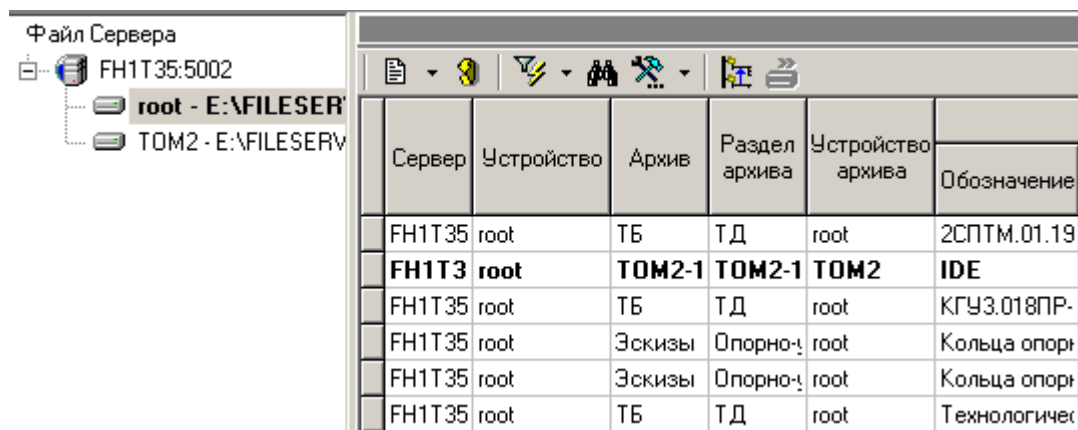 Файл Сервера
FH1T35:5002
root - E:\FILESER
TOM2 - E:\FILESERV
Сервер Устройство Архив Раздел архива Устройство архива Обозначение
FH1T35 root ТБ ТД root 2СПТМ.01.19
FH1T3 root TOM2-1 TOM2-1 TOM2 IDE
FH1T35 root ТБ ТД root КГУЗ.018ПР-
FH1T35 root Эскизы Опорно- root Кольца опор
FH1T35 root Эскизы Опорно- root Кольца опор
FH1T35 root ТБ ТД root Технологичес